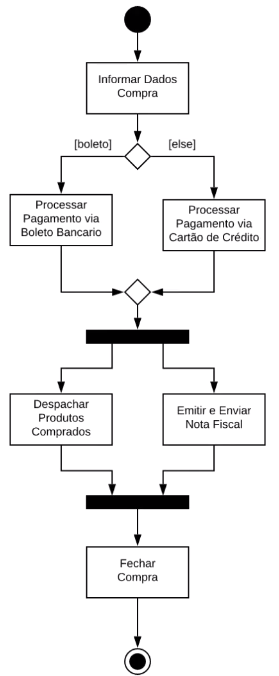 Informar Dados
Compra
[boleto]
[else]
Processar
Pagamento via
Boleto Bancario
Processar
Pagamento via
Cartão de Crédito
Despachar
Produtos
Comprados
Emitir e Enviar
Nota Fiscal
Fechar
Compra